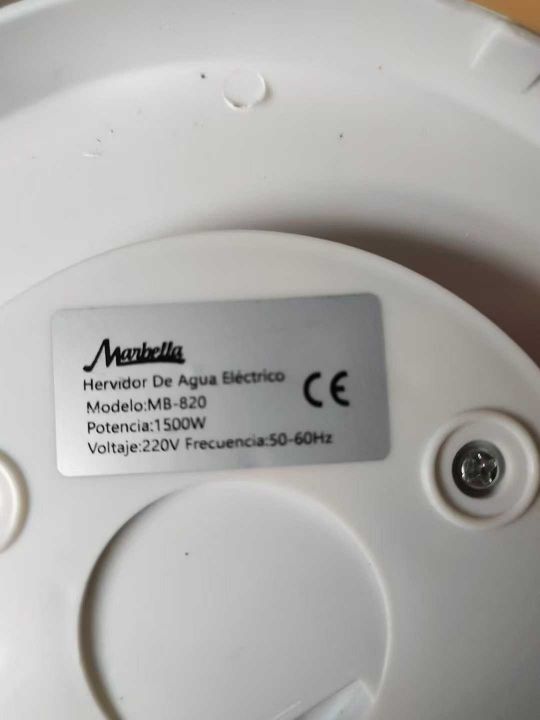 Marbella
Hervidor De Agua Eléctrico
Modelo:MB-820
Potencia:1500W
Voltaje:220V Frecuencia:50-60Hz
CE